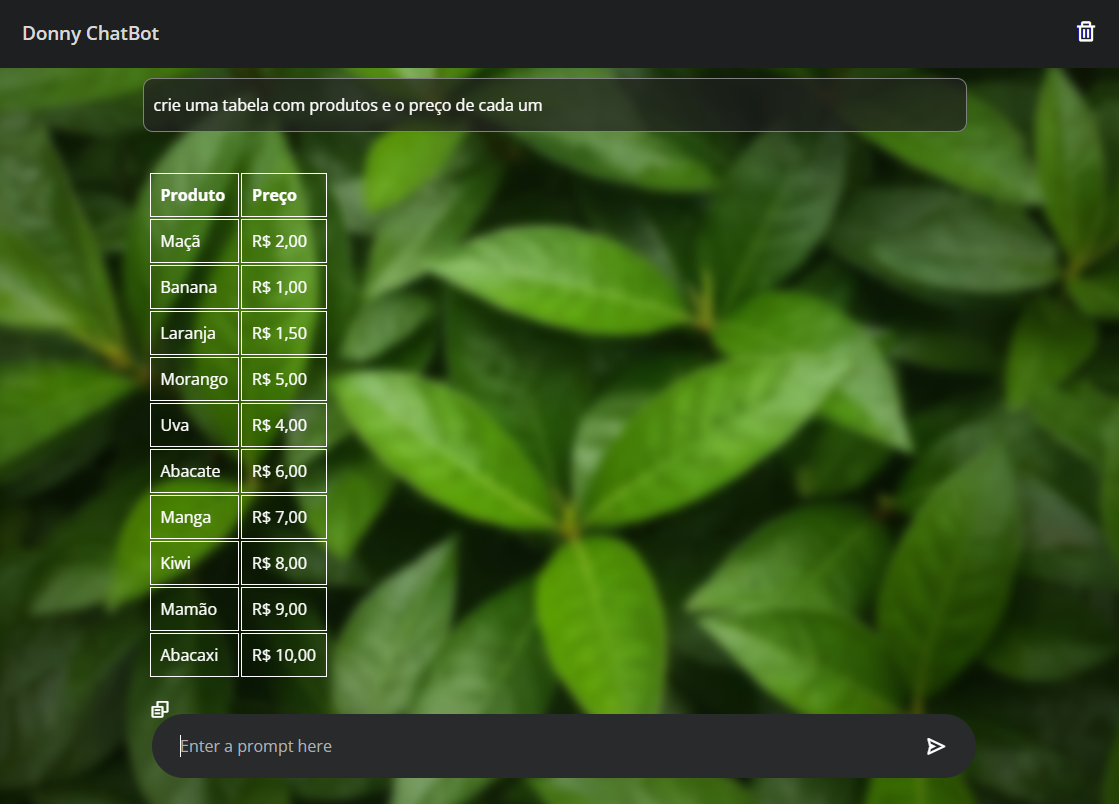 Donny ChatBot
crie uma tabela com produtos e o preço de cada um
Produto Preço
Maçã R$ 2,00
Banana R$ 1,00
Laranja R$ 1,50
Morango R$ 5,00
Uva R$ 4,00
Abacate R$ 6,00
Manga R$ 7,00
Kiwi R$ 8,00
Mamão R$ 9,00
Abacaxi R$ 10,00
Enter a prompt here